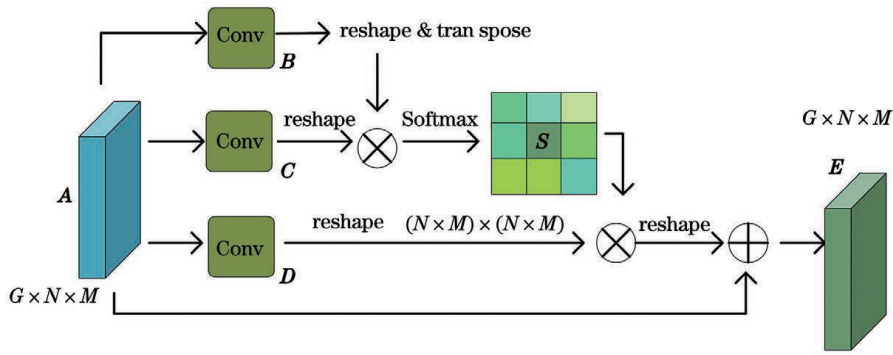 Conv
B
reshape & tran spose
Conv
C
reshape
Softmax
S
G × N × M
A
E
Conv
D
reshape
(N × M) × (N × M)
reshape
G × N × M